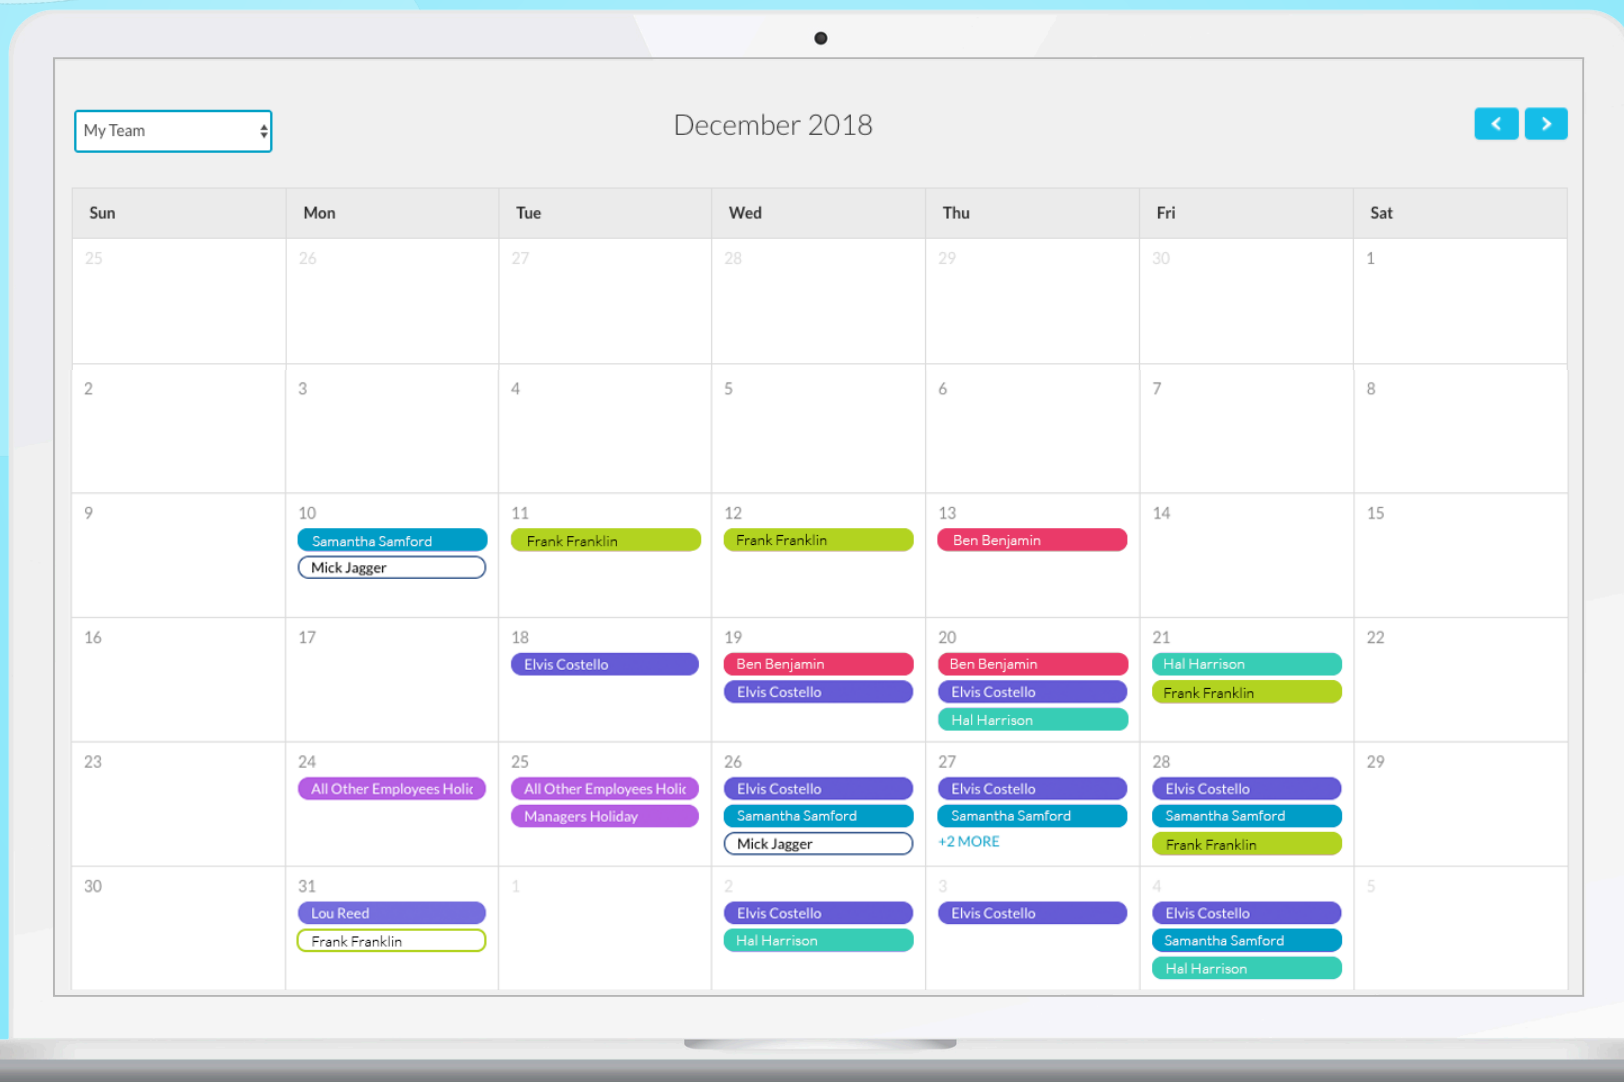 My Team
December 2018
Sun Mon Tue Wed Thu Fri Sat
25 26 27 28 29 30 1
2 3 4 5 6 7 8
9 10 11 12 13 14 15
Samantha Samford Frank Franklin Frank Franklin Ben Benjamin
Mick Jagger
16 17 18 19 20 21 22
Elvis Costello Ben Benjamin Ben Benjamin Hal Harrison
Elvis Costello Elvis Costello Frank Franklin
Hal Harrison
23 24 25 26 27 28 29
All Other Employees Holic All Other Employees Holic Elvis Costello Elvis Costello Elvis Costello
Managers Holiday Samantha Samford Samantha Samford Samantha Samford
Mick Jagger +2 MORE Frank Franklin
30 31 1 2 3 4 5
Lou Reed Elvis Costello Elvis Costello Elvis Costello
Frank Franklin Hal Harrison Samantha Samford
Hal Harrison